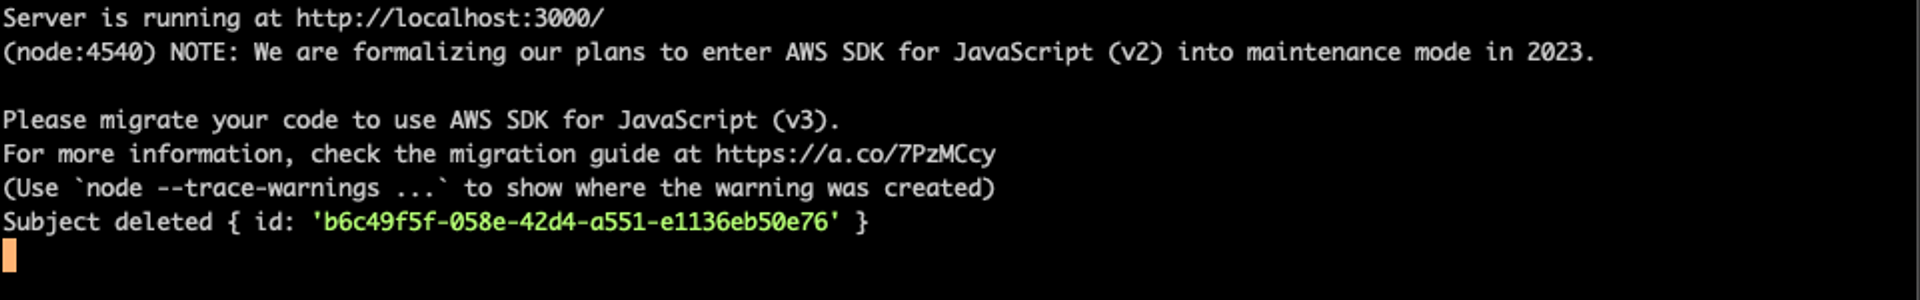 Server is running at http://localhost:3000/
(node:4540) NOTE: We are formalizing our plans to enter AWS SDK for JavaScript (v2) into maintenance mode in 2023.
Please migrate your code to use AWS SDK for JavaScript (v3).
For more information, check the migration guide at https://a.co/7PzMCcy
(Use `node --trace-warnings ...` to show where the warning was created)
Subject deleted { id: 'b6c49f5f-058e-42d4-a551-e1136eb50e76' }